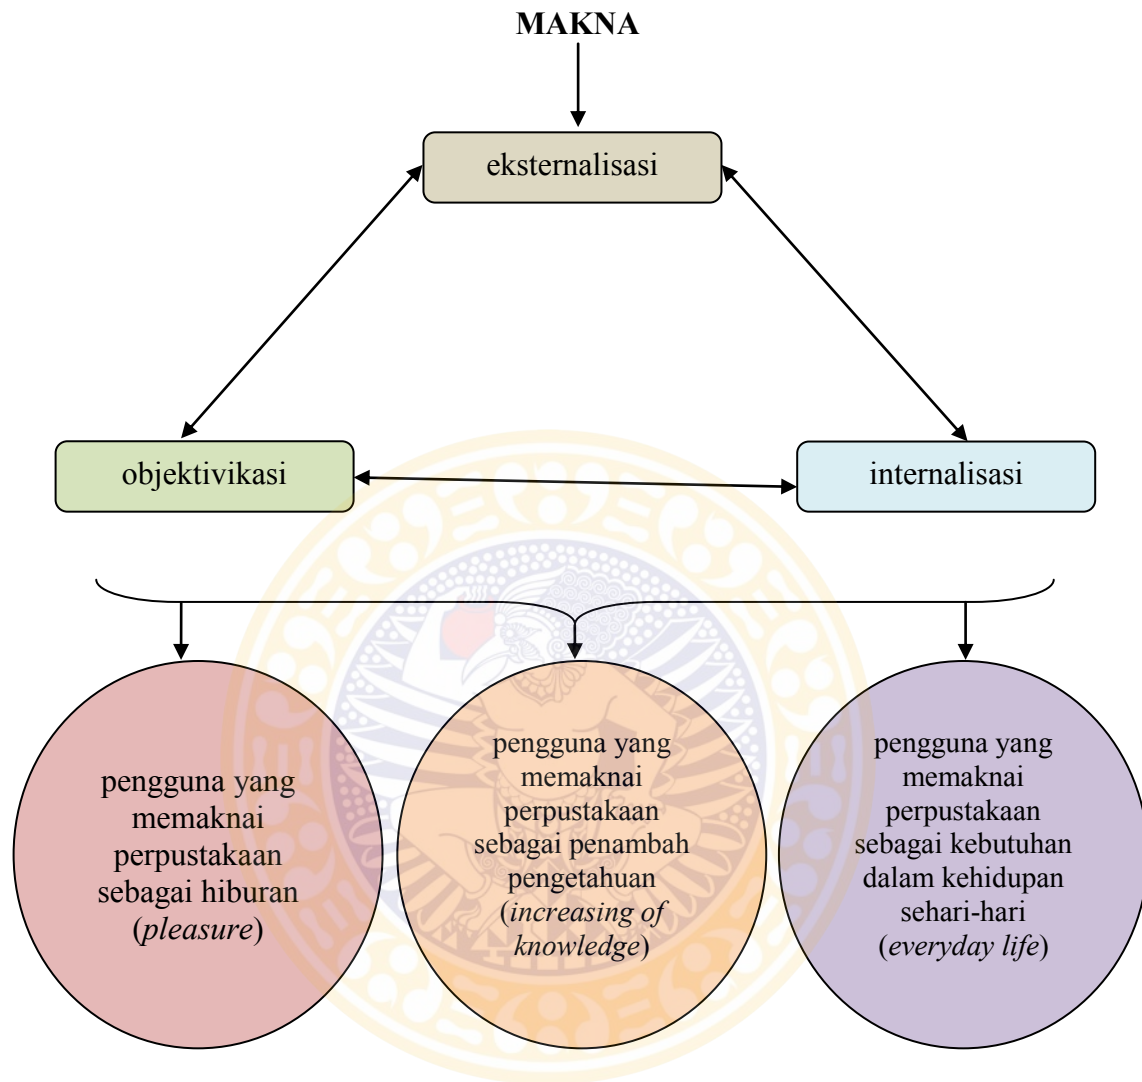 MAKNA
eksternalisasi
objektivikasi
internalisasi
pengguna yang
memaknai
perpustakaan
sebagai hiburan
(pleasure)
pengguna yang
memaknai
perpustakaan
sebagai penambah
pengetahuan
(increasing of
knowledge)
pengguna yang
memaknai
perpustakaan
sebagai kebutuhan
dalam kehidupan
sehari-hari
(everyday life)